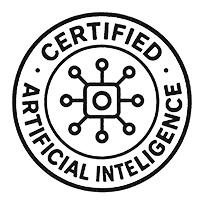 · CERTIFIED ·
ARTIFICIAL INTELIGENCE